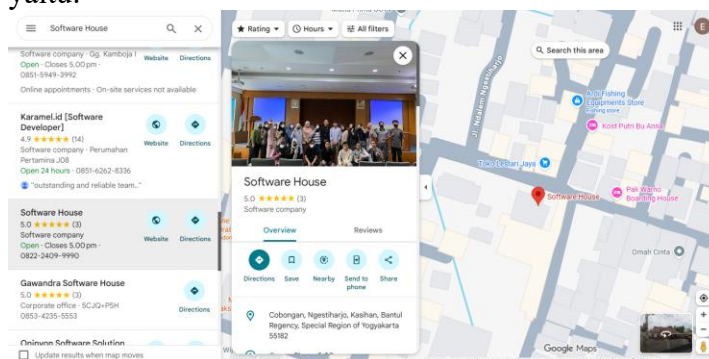 Software House
Software company · Gg. Kamboja I
Open · Closes 5.00 pm ·
0851-5949-3992
Website
Directions
Online appointments · On-site services not available
Karamel.id [Software
Developer]
4.9 ★★★★★ (14)
Software company · Perumahan
Pertamina J08
Open 24 hours · 0851-6262-8336
"outstanding and reliable team.."
Website
Directions
Software House
5.0 ★★★★★ (3)
Software company
Open · Closes 5.00 pm ·
0822-2409-9990
Website
Directions
Gawandra Software House
5.0 ★★★★★ (3)
Corporate office · 5CJQ+P5H
0853-4235-5553
Directions
Opinyon Software Solution
Update results when map moves
Rating
Hours
All filters
Software House
5.0 ★★★★★ (3)
Software company
Overview
Reviews
Directions
Save
Nearby
Send to
phone
Share
Cobongan, Ngestiharjo, Kasihan, Bantul
Regency, Special Region of Yogyakarta
55182
E
Search this area
Jl. Ndalem Ngestiharjo
Ardi Fishing
Equipments Store
Fishing store
Kost Putri Bu Anna
Toko Lestari Jaya
Software House
Pak Warno
Boarding House
Omah Cinta
Google Maps